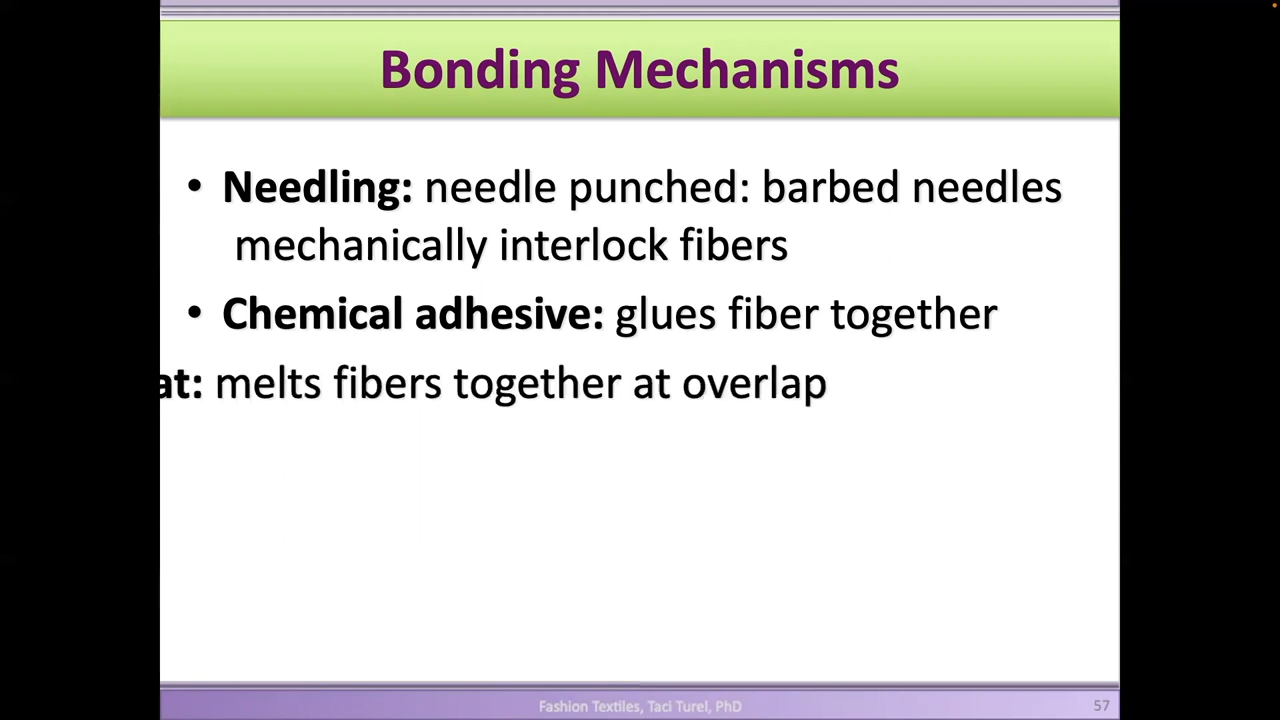 Bonding Mechanisms
• Needling: needle punched: barbed needles
mechanically interlock fibers
• Chemical adhesive: glues fiber together
at: melts fibers together at overlap
Fashion Textiles, Taci Turel, PhD
57